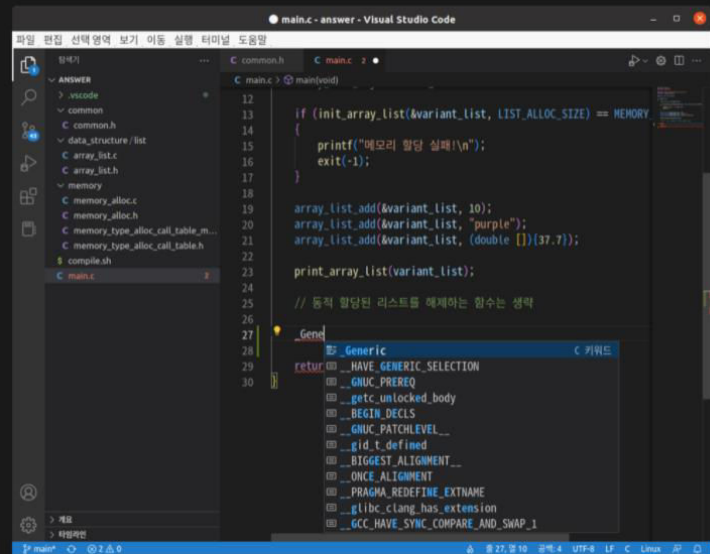 main.c - answer - Visual Studio Code
파일 편집 선택 영역 보기 이동 실행 터미널 도움말
탐색기
ANSWER
.vscode
common
common.h
data_structure / list
array_list.c
array_list.h
memory
memory_alloc.c
memory_alloc.h
memory_type_alloc_call_table_m...
memory_type_alloc_call_table.h
compile.sh
main.c 2
개요
타임라인
common.h main.c 2
main.c > main(void)
12
13 if (init_array_list(&variant_list, LIST_ALLOC_SIZE) == MEMORY_
14 {
15 printf("메모리 할당 실패!\n");
16 exit(-1);
17 }
18
19 array_list_add(&variant_list, 10);
20 array_list_add(&variant_list, "purple");
21 array_list_add(&variant_list, (double []){37.7});
22
23 print_array_list(variant_list);
24
25 // 동적 할당된 리스트를 해제하는 함수는 생략
26
27 _Gene
28
29 retur
30 }
_Generic C 키워드
__HAVE_GENERIC_SELECTION
__GNUC_PREREQ
__getc_unlocked_body
__BEGIN_DECLS
__GNUC_PATCHLEVEL__
__gid_t_defined
__BIGGEST_ALIGNMENT__
__ONCE_ALIGNMENT
__PRAGMA_REDEFINE_EXTNAME
__glibc_clang_has_extension
__GCC_HAVE_SYNC_COMPARE_AND_SWAP_1
main* 2 0 줄 27, 열 10 공백: 4 UTF-8 LF C Linux